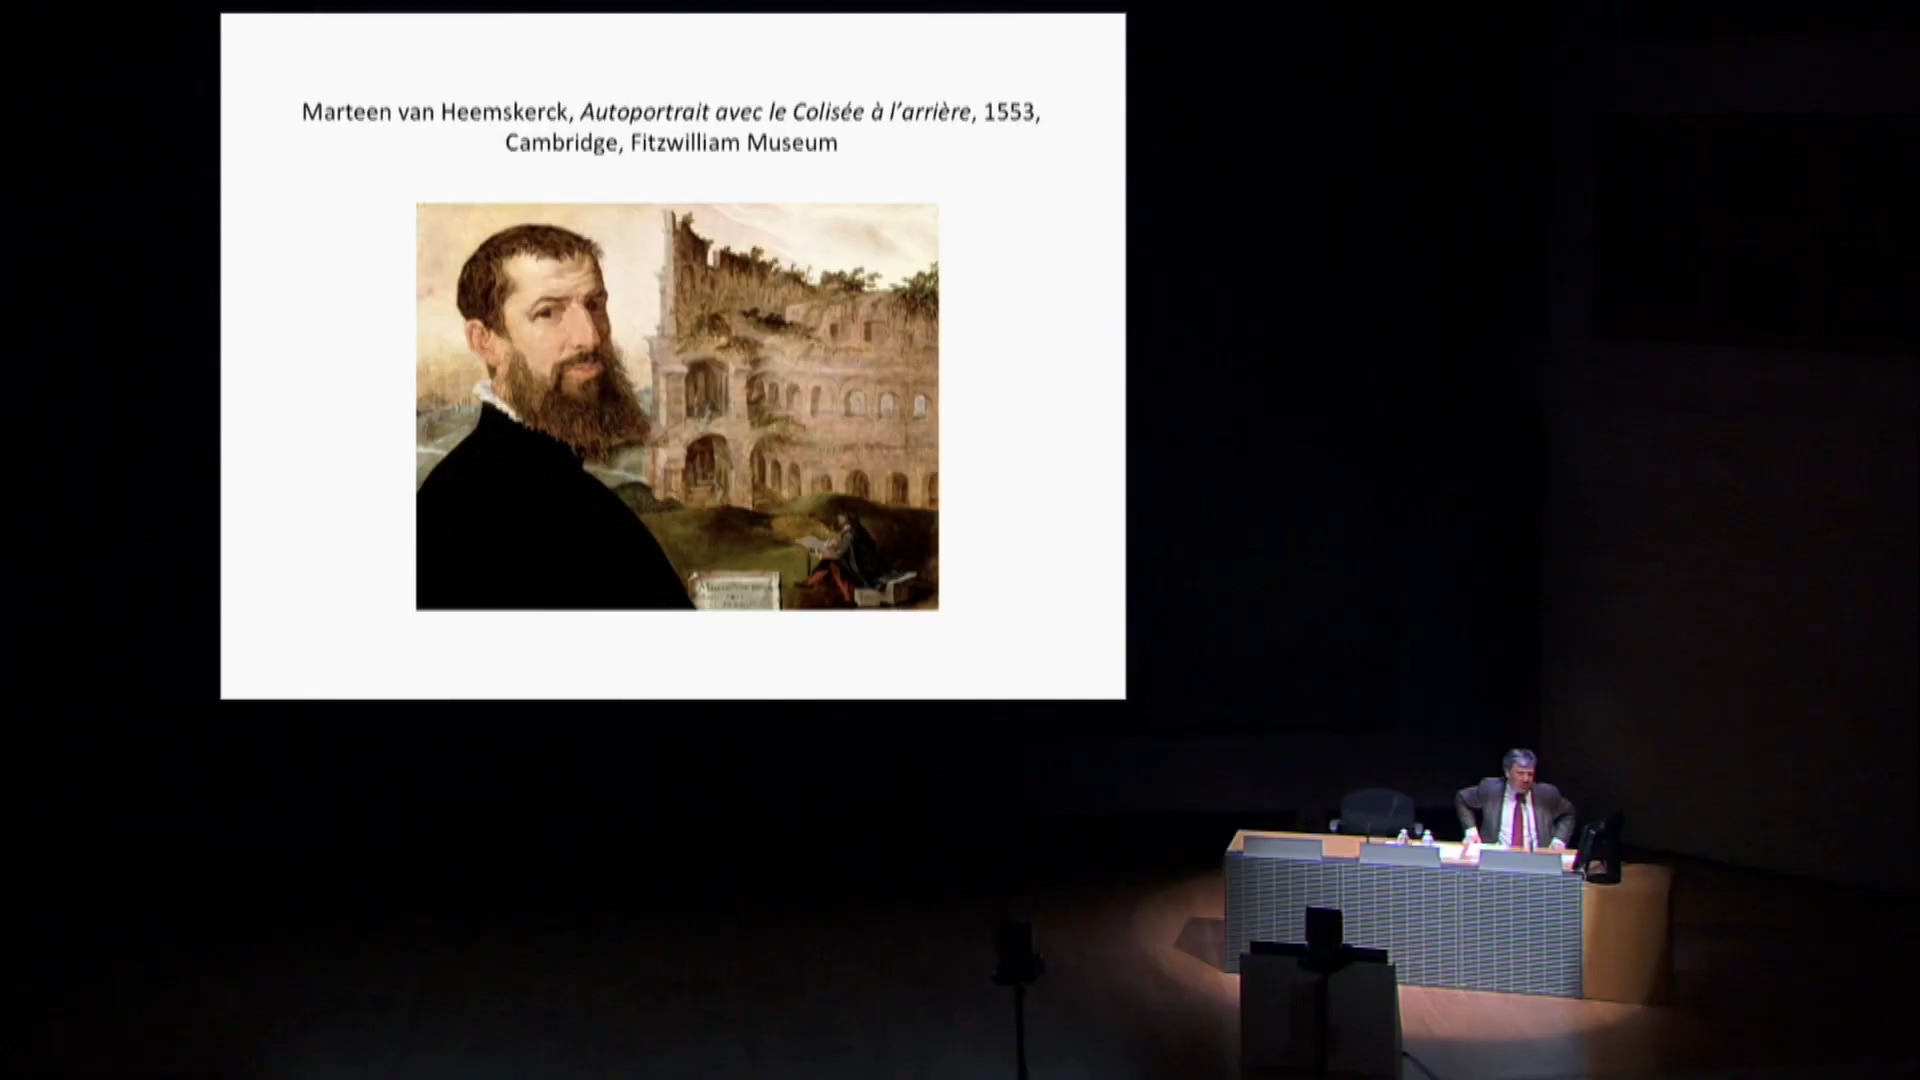 Marteen van Heemskerck, Autoportrait avec le Colisée à l'arrière, 1553,
Cambridge, Fitzwilliam Museum